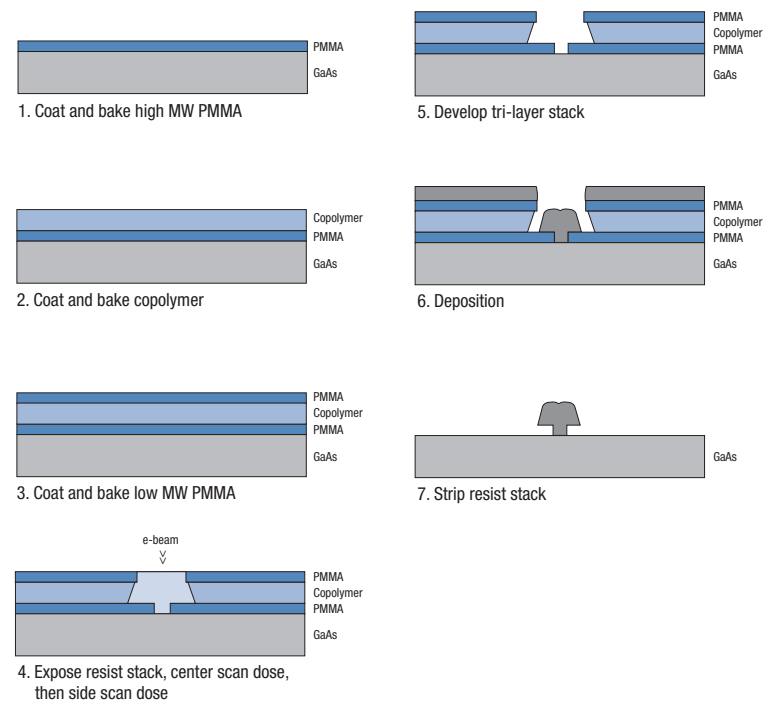 PMMA
GaAs
1. Coat and bake high MW PMMA
Copolymer
PMMA
GaAs
2. Coat and bake copolymer
PMMA
Copolymer
PMMA
GaAs
3. Coat and bake low MW PMMA
e-beam
PMMA
Copolymer
PMMA
GaAs
4. Expose resist stack, center scan dose,
then side scan dose
PMMA
Copolymer
PMMA
GaAs
5. Develop tri-layer stack
PMMA
Copolymer
PMMA
GaAs
6. Deposition
GaAs
7. Strip resist stack